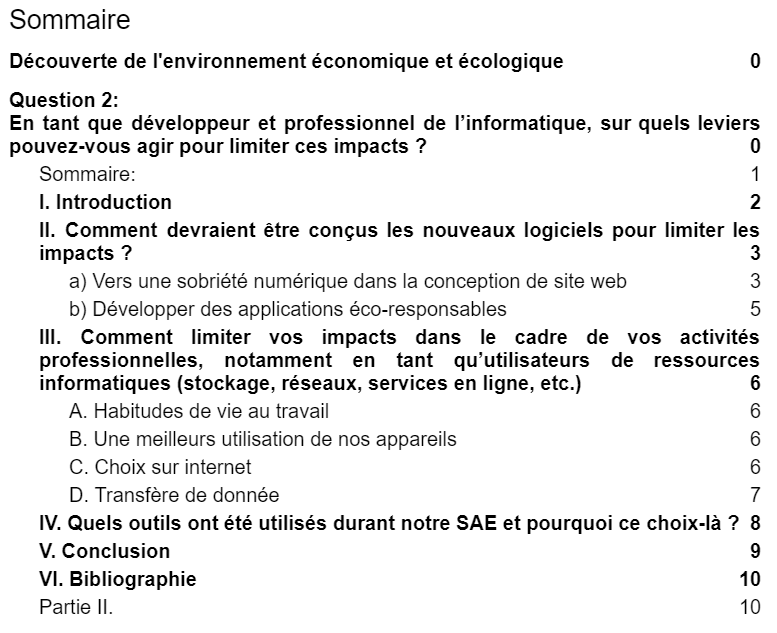 Sommaire
Découverte de l'environnement économique et écologique 0
Question 2:
En tant que développeur et professionnel de l’informatique, sur quels leviers
pouvez-vous agir pour limiter ces impacts ? 0
Sommaire: 1
I. Introduction 2
II. Comment devraient être conçus les nouveaux logiciels pour limiter les
impacts ? 3
a) Vers une sobriété numérique dans la conception de site web 3
b) Développer des applications éco-responsables 5
III. Comment limiter vos impacts dans le cadre de vos activités
professionnelles, notamment en tant qu’utilisateurs de ressources
informatiques (stockage, réseaux, services en ligne, etc.) 6
A. Habitudes de vie au travail 6
B. Une meilleurs utilisation de nos appareils 6
C. Choix sur internet 6
D. Transfère de donnée 7
IV. Quels outils ont été utilisés durant notre SAE et pourquoi ce choix-là ? 8
V. Conclusion 9
VI. Bibliographie 10
Partie II. 10